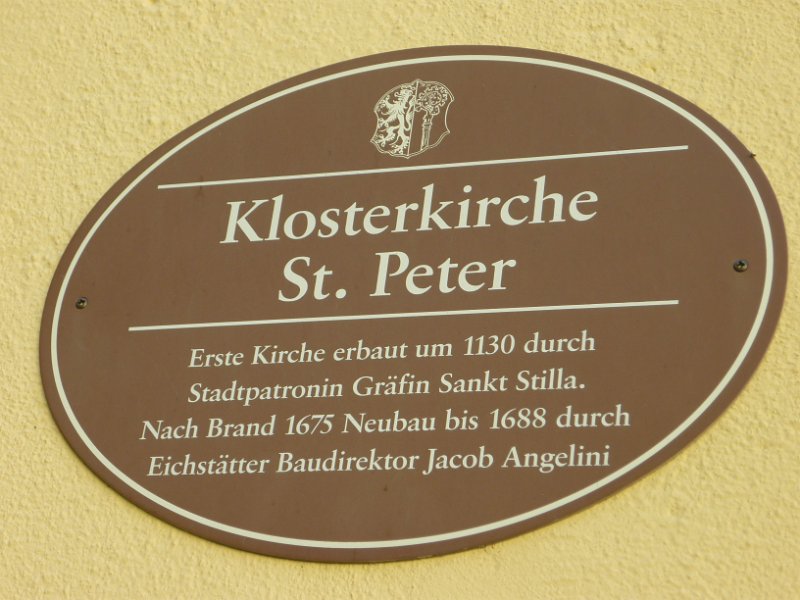 Klosterkirche
St. Peter
Erste Kirche erbaut um 1130 durch
Stadtpatronin Gräfin Sankt Stilla.
Nach Brand 1675 Neubau bis 1688 durch
Eichstätter Baudirektor Jacob Angelini